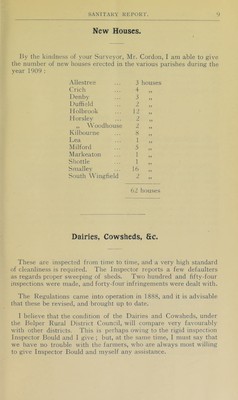 SANITARY REPORT. 9
New Houses.
By the kindness of your Surveyor, Mr. Cordon, I am able to give
the number of new houses erected in the various parishes during the
year 1909:
Allestree ... 3 houses
Crich ... 4 „
Denby ... 3 „
Duffield ... 2 „
Holbrook ... 12 „
Horsley ... 2 „
„ Woodhouse 2 „
Kilbourne ... 8 „
Lea ... 1 „
Milford ... 5 „
Markeaton ... 1 „
Shottle ... 1 „
Smalley ... 16 „
South Wingfield 2 „
62 houses
Dairies, Cowsheds, &c.
These are inspected from time to time, and a very high standard
of cleanliness is required. The Inspector reports a few defaulters
as regards proper sweeping of sheds. Two hundred and fifty-four
inspections were made, and forty-four infringements were dealt with.
The Regulations came into operation in 1888, and it is advisable
that these be revised, and brought up to date.
I believe that the condition of the Dairies and Cowsheds, under
the Belper Rural District Council, will compare very favourably
with other districts. This is perhaps owing to the rigid inspection
Inspector Bould and I give; but, at the same time, I must say that
we have no trouble with the farmers, who are always most willing
to give Inspector Bould and myself any assistance.